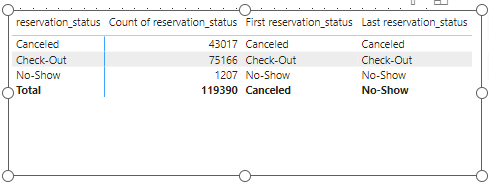 rservation_status Count of reservation_status First reservation_status Last reservation_status
Canceled 43017 Canceled Canceled
Check-Out 75166 Check-Out Check-Out
No-Show 1207 No-Show No-Show
Total 119390 Canceled No-Show